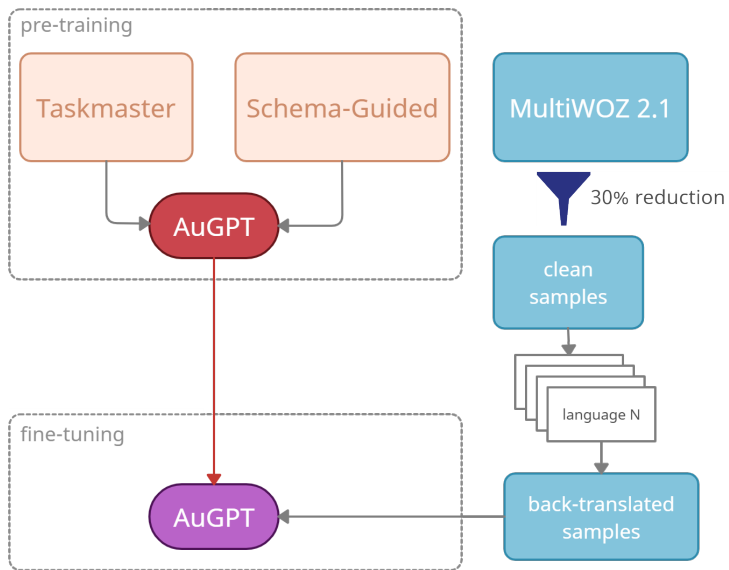 pre-training
Taskmaster
Schema-Guided
MultiWOZ 2.1
30% reduction
AuGPT
clean
samples
language N
fine-tuning
AuGPT
back-translated
samples